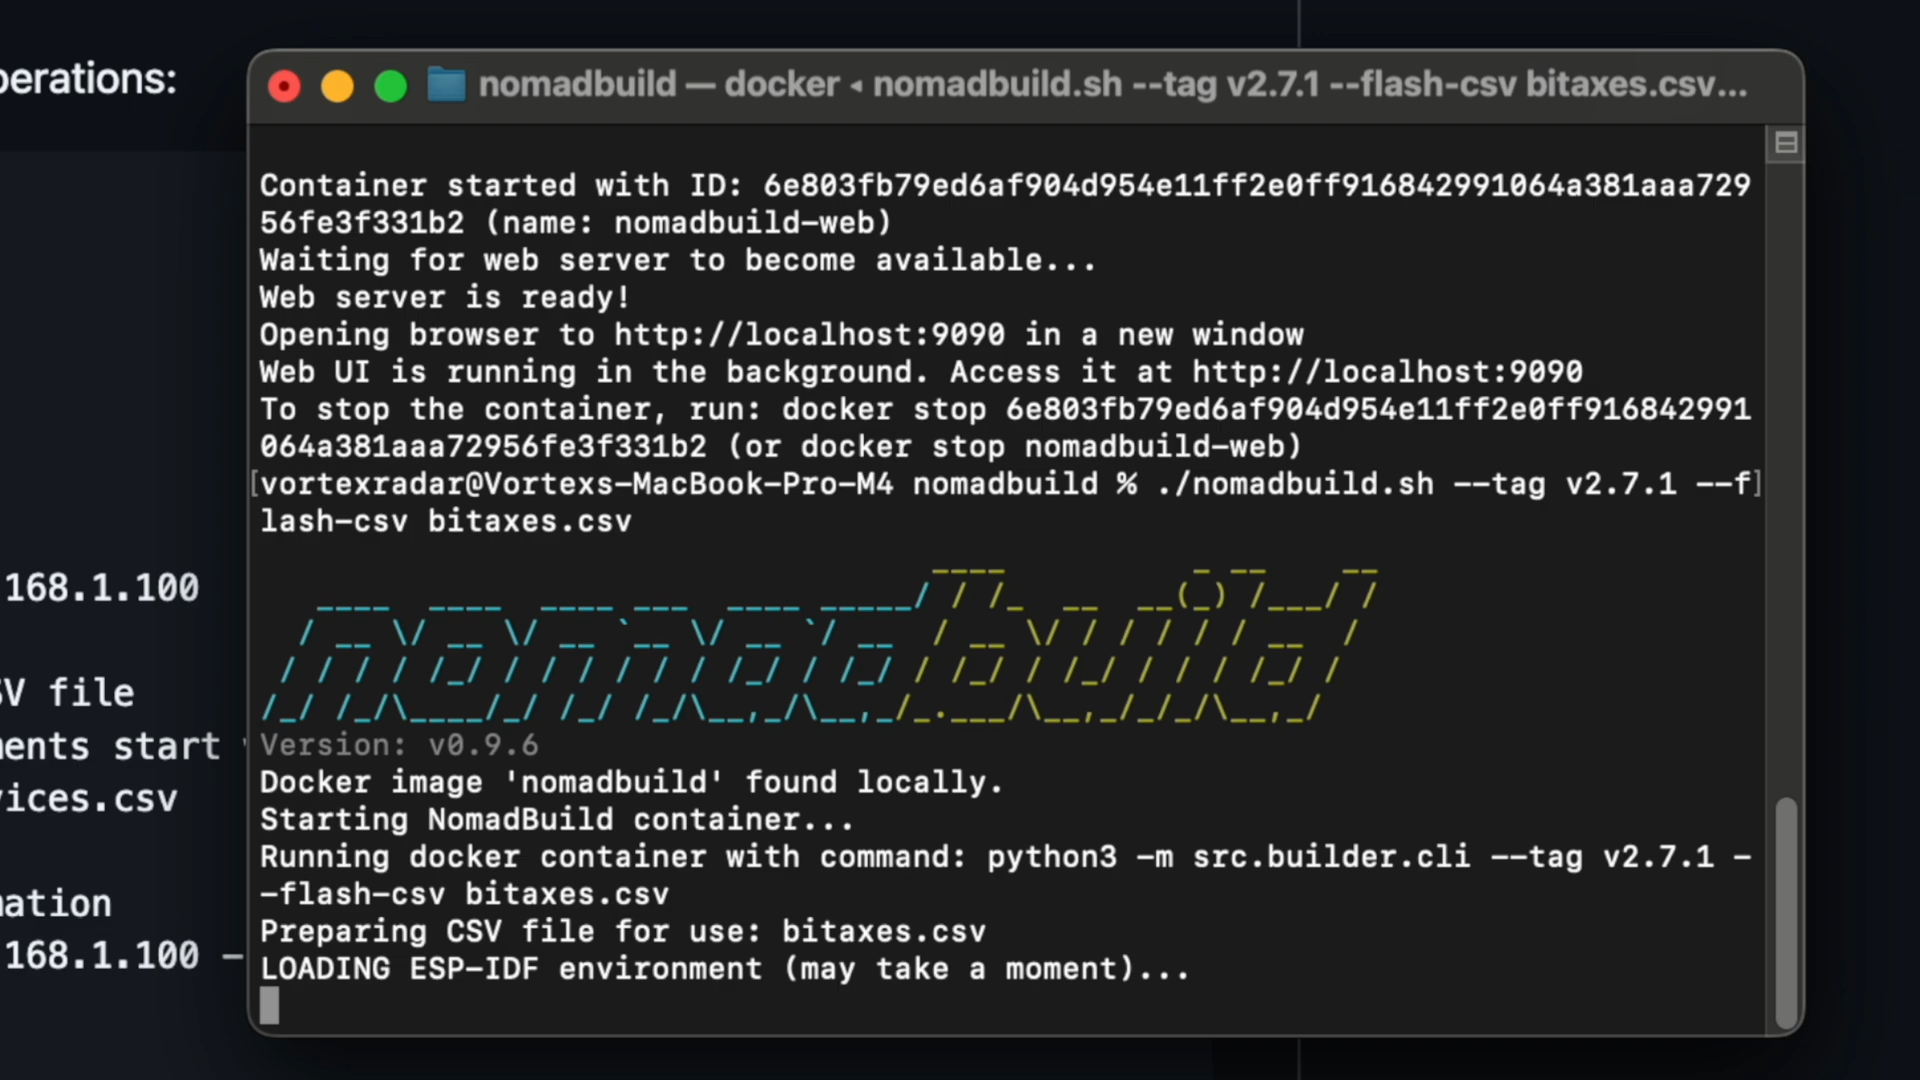 perations:
168.1.100
V file
ents start
ices.csv
ation
168.1.100 –
nomadbuild — docker ◂ nomadbuild.sh --tag v2.7.1 --flash-csv bitaxes.csv...
Container started with ID: 6e803fb79ed6af904d954e11ff2e0ff916842991064a381aaa729
56fe3f331b2 (name: nomadbuild-web)
Waiting for web server to become available...
Web server is ready!
Opening browser to http://localhost:9090 in a new window
Web UI is running in the background. Access it at http://localhost:9090
To stop the container, run: docker stop 6e803fb79ed6af904d954e11ff2e0ff916842991
064a381aaa72956fe3f331b2 (or docker stop nomadbuild-web)
[vortexradar@Vortexs-MacBook-Pro-M4 nomadbuild % ./nomadbuild.sh --tag v2.7.1 --f]
lash-csv bitaxes.csv
nomadbuild
Version: v0.9.6
Docker image 'nomadbuild' found locally.
Starting NomadBuild container...
Running docker container with command: python3 -m src.builder.cli --tag v2.7.1 -
-flash-csv bitaxes.csv
Preparing CSV file for use: bitaxes.csv
LOADING ESP-IDF environment (may take a moment)...